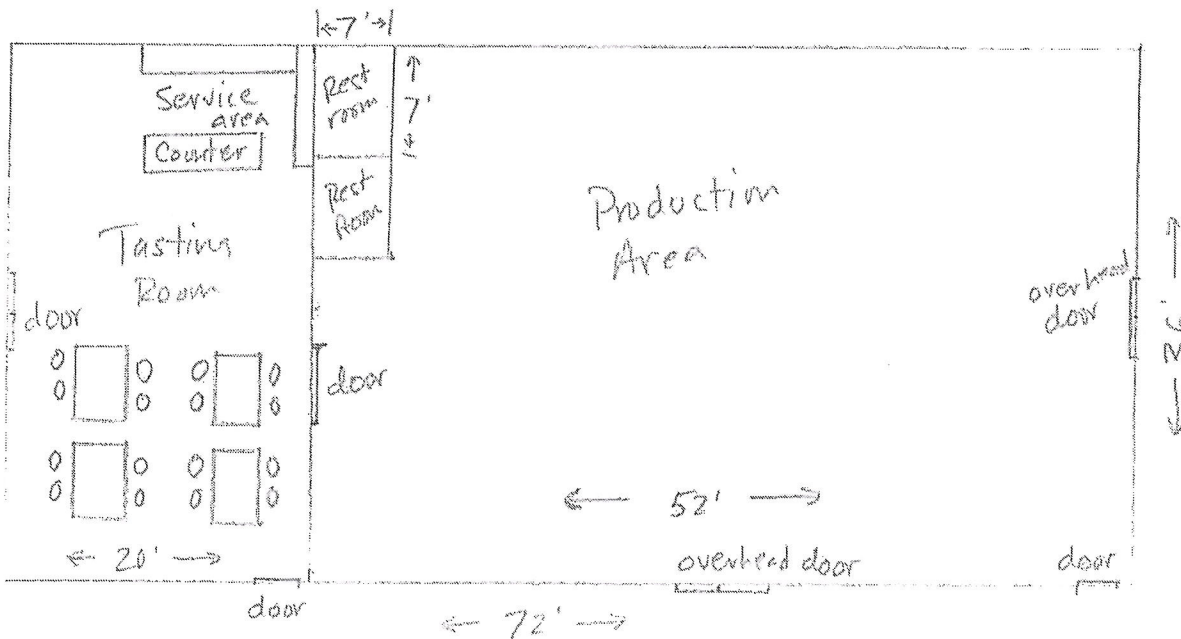 7'
Rest
room
7'
Service
area
Counter
Rest
Room
Production
Area
Tasting
Room
overhead
door
door
door
52'
20'
overhead door
door
door
72'